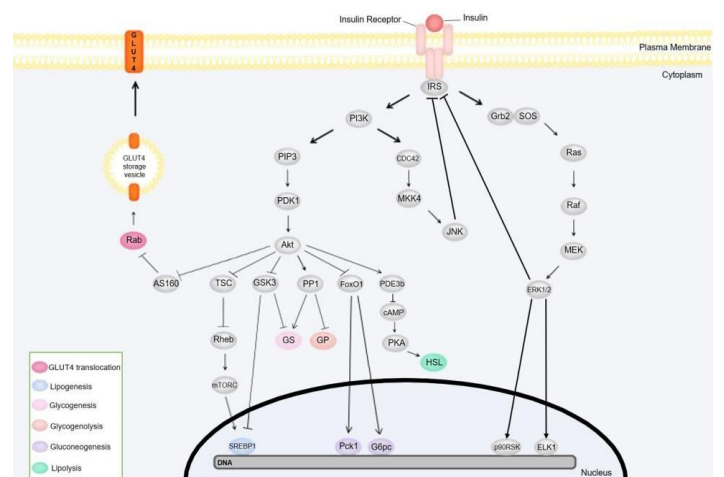 Insulin Receptor
Insulin
G
L
U
T
4
Plasma Membrane
Cytoplasm
IRS
PI3K
Grb2
SOS
PIP3
CDC42
Ras
GLUT4
storage
vesicle
PDK1
MKK4
Raf
Rab
Akt
JNK
MEK
AS160
TSC
GSK3
PP1
FoxO1
PDE3b
ERK1/2
cAMP
Rheb
GS
GP
PKA
HSL
mTORC
GLUT4 translocation
Lipogenesis
Glycogenesis
Glycogenolysis
Gluconeogenesis
Lipolysis
SREBP1
Pck1
G6pc
p90RSK
ELK1
DNA
Nucleus